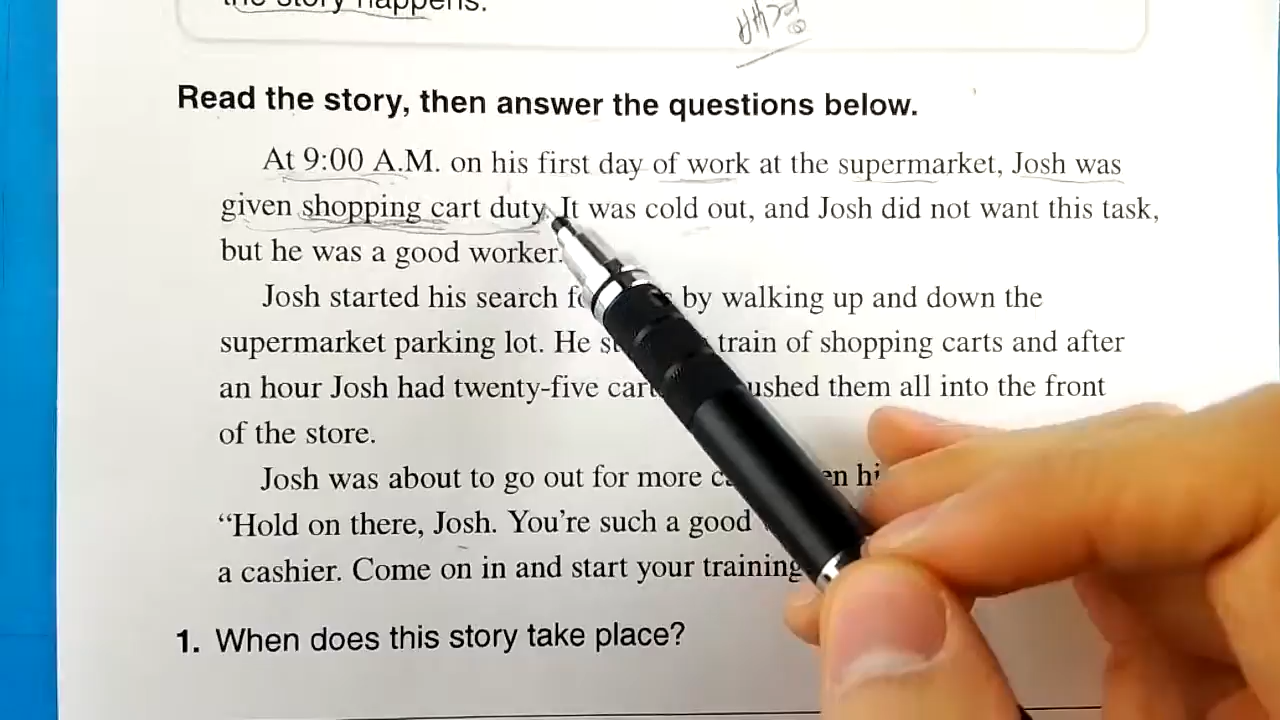 the story happens.
Read the story, then answer the questions below.
At 9:00 A.M. on his first day of work at the supermarket, Josh was
given shopping cart duty. It was cold out, and Josh did not want this task,
but he was a good worker.
Josh started his search by walking up and down the
supermarket parking lot. He train of shopping carts and after
an hour Josh had twenty-five them all into the front
of the store.
Josh was about to go out for more
"Hold on there, Josh. You're such a good
a cashier. Come on in and start your training
1. When does this story take place?